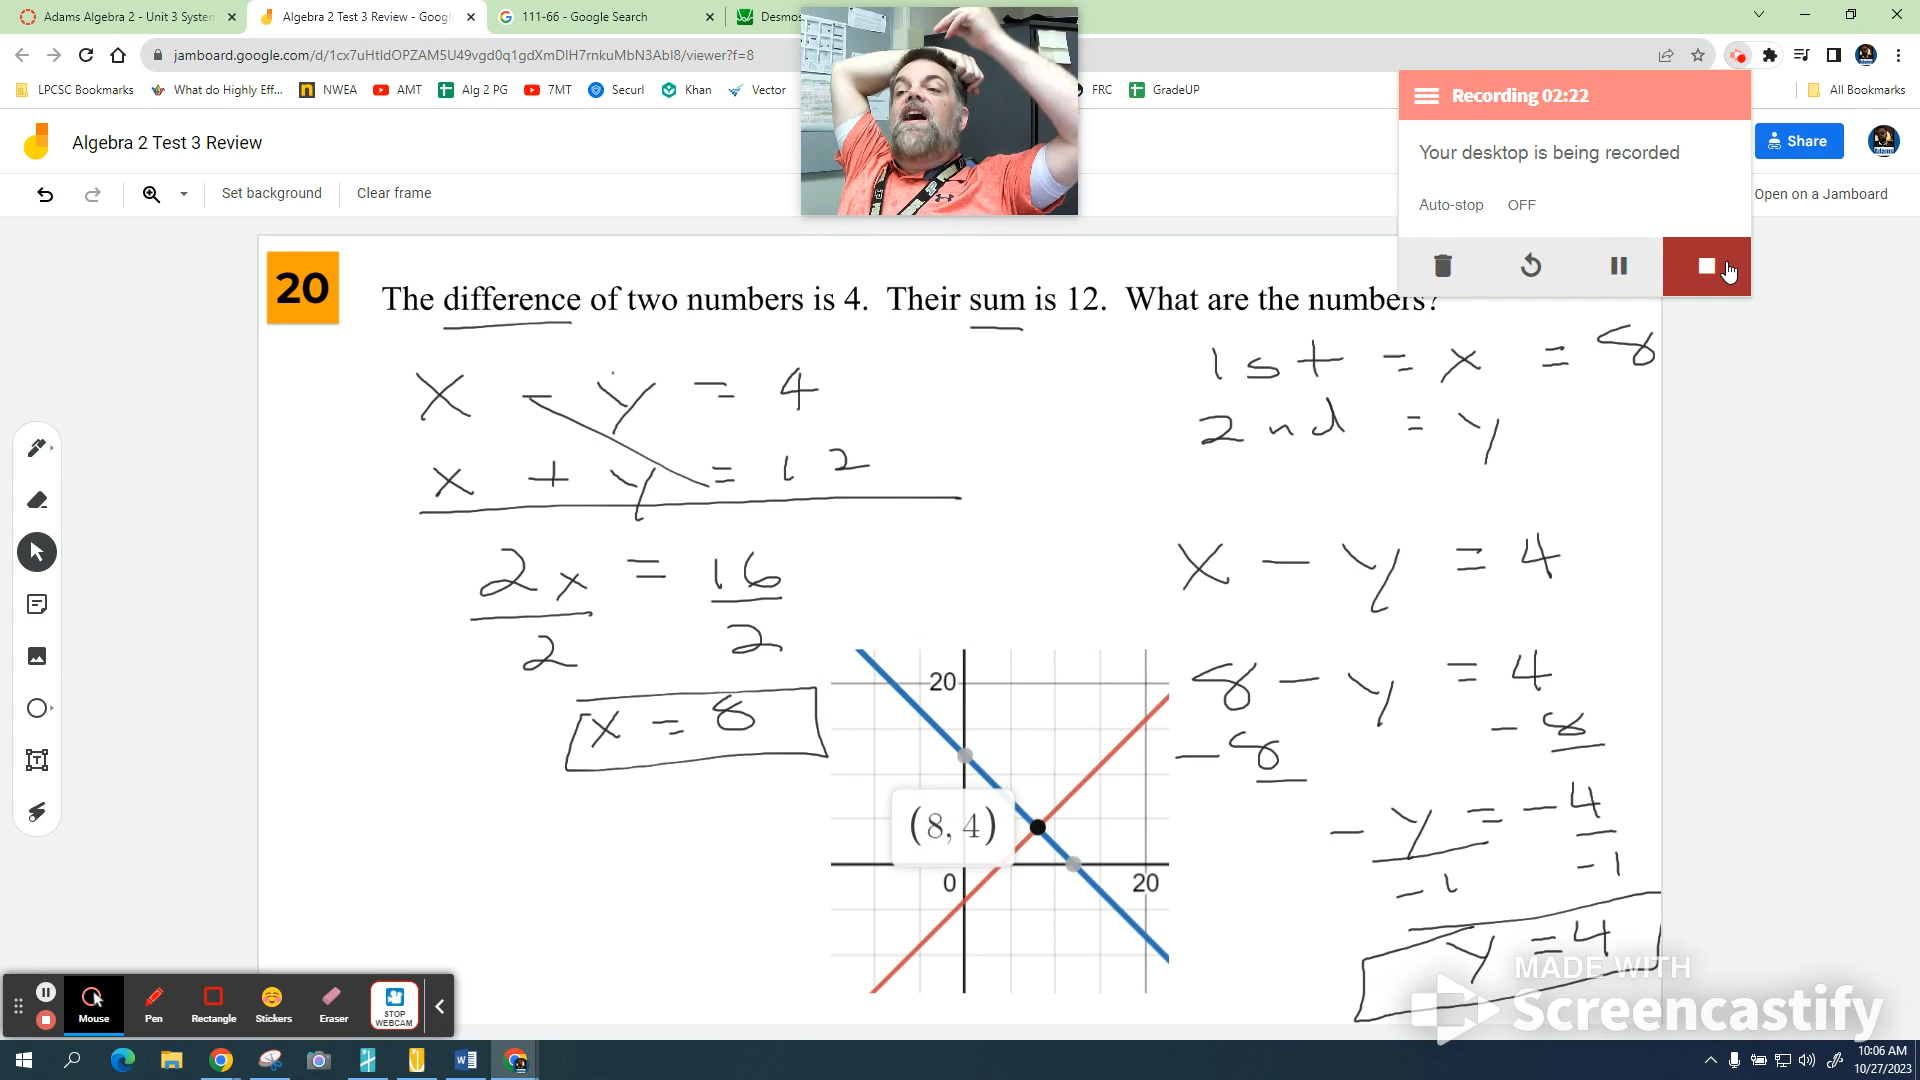 Adams Algebra 2 - Unit 3 System
Algebra 2 Test 3 Review - Googl
111-66 - Google Search
Desmos
jamboard.google.com/d/1cx7uHtIdOPZAM5U49vgd0q1gdXmDIH7rnkuMbN3AbI8/viewer?f=8
LPCSC Bookmarks
What do Highly Eff...
NWEA
AMT
Alg 2 PG
7MT
Securl
Khan
Vector
FRC
GradeUP
All Bookmarks
Recording 02:22
Your desktop is being recorded
Auto-stop OFF
Algebra 2 Test 3 Review
Share
Set background
Clear frame
Open on a Jamboard
20
The difference of two numbers is 4. Their sum is 12. What are the numbers?
x - y = 4
x + y = 12
2x = 16
2 2
x = 8
1st = x = 8
2nd = y
x - y = 4
8 - y = 4
-8 -8
-y = -4
-1 -1
y = 4
20
(8, 4)
0
20
MADE WITH
Screencastify
Mouse
Pen
Rectangle
Stickers
Eraser
STOP
WEBCAM
10:06 AM
10/27/2023